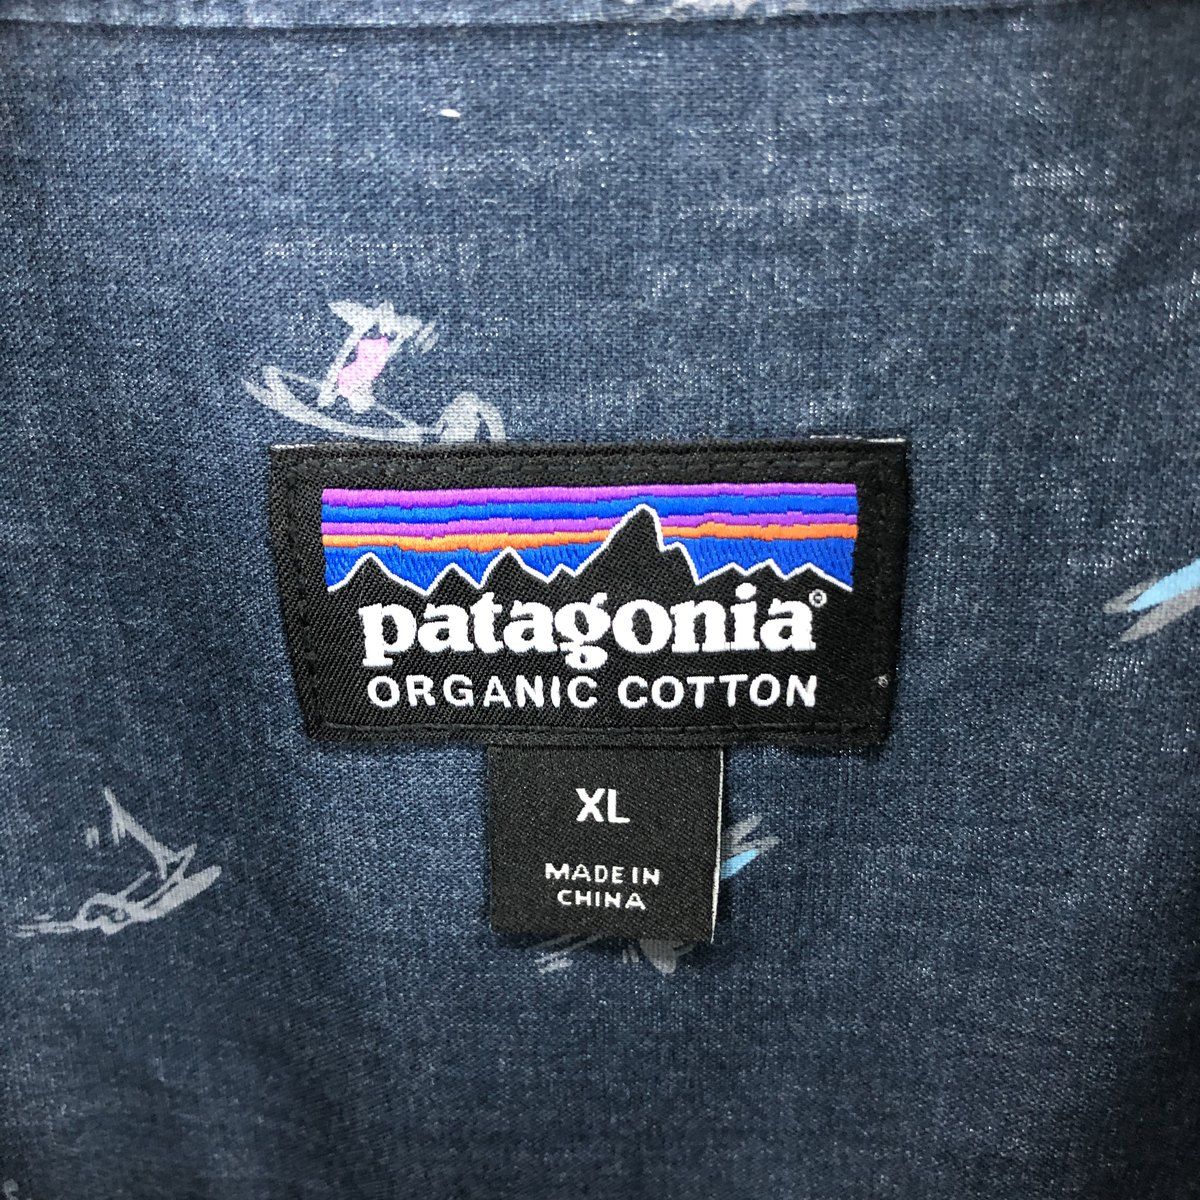 patagonia®
ORGANIC COTTON
XL
MADE IN
CHINA